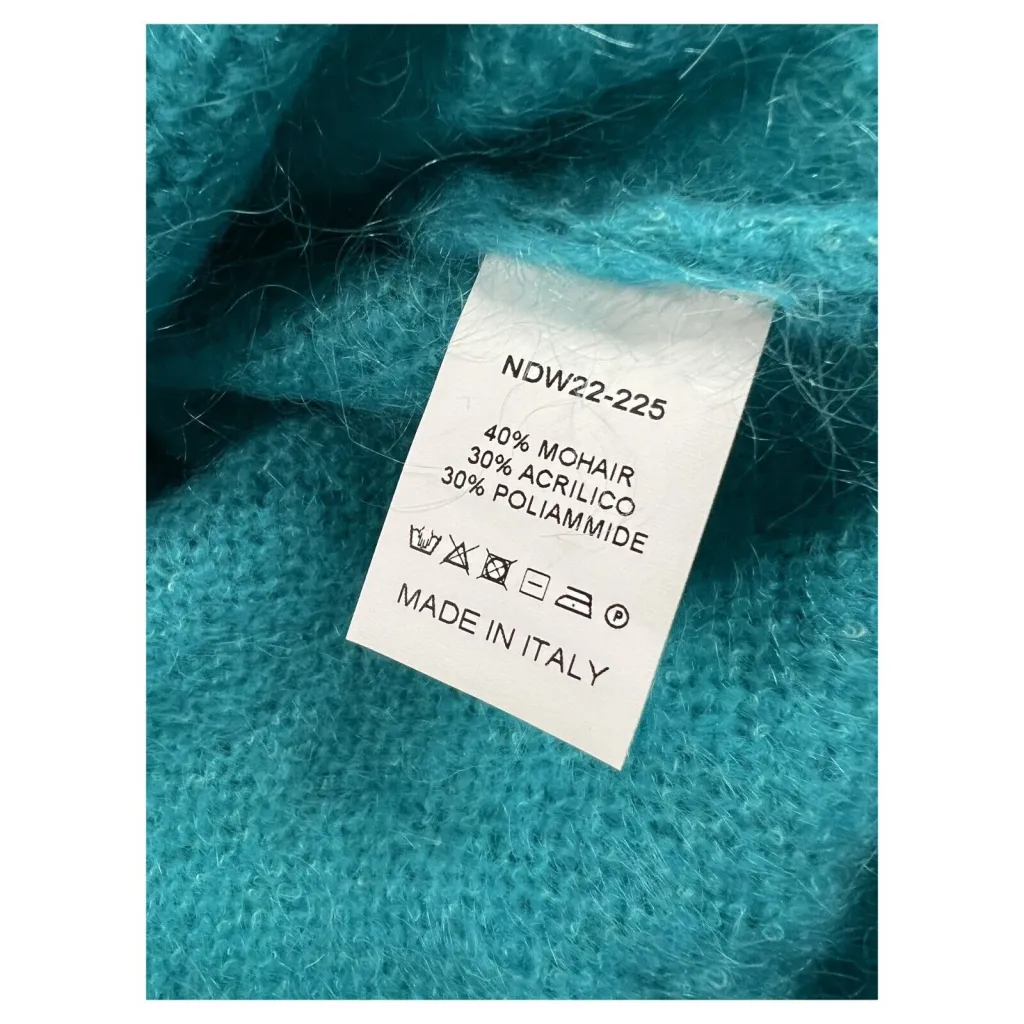 NDW22-225
40% MOHAIR
30% ACRILICO
30% POLIAMMIDE
P
MADE IN ITALY